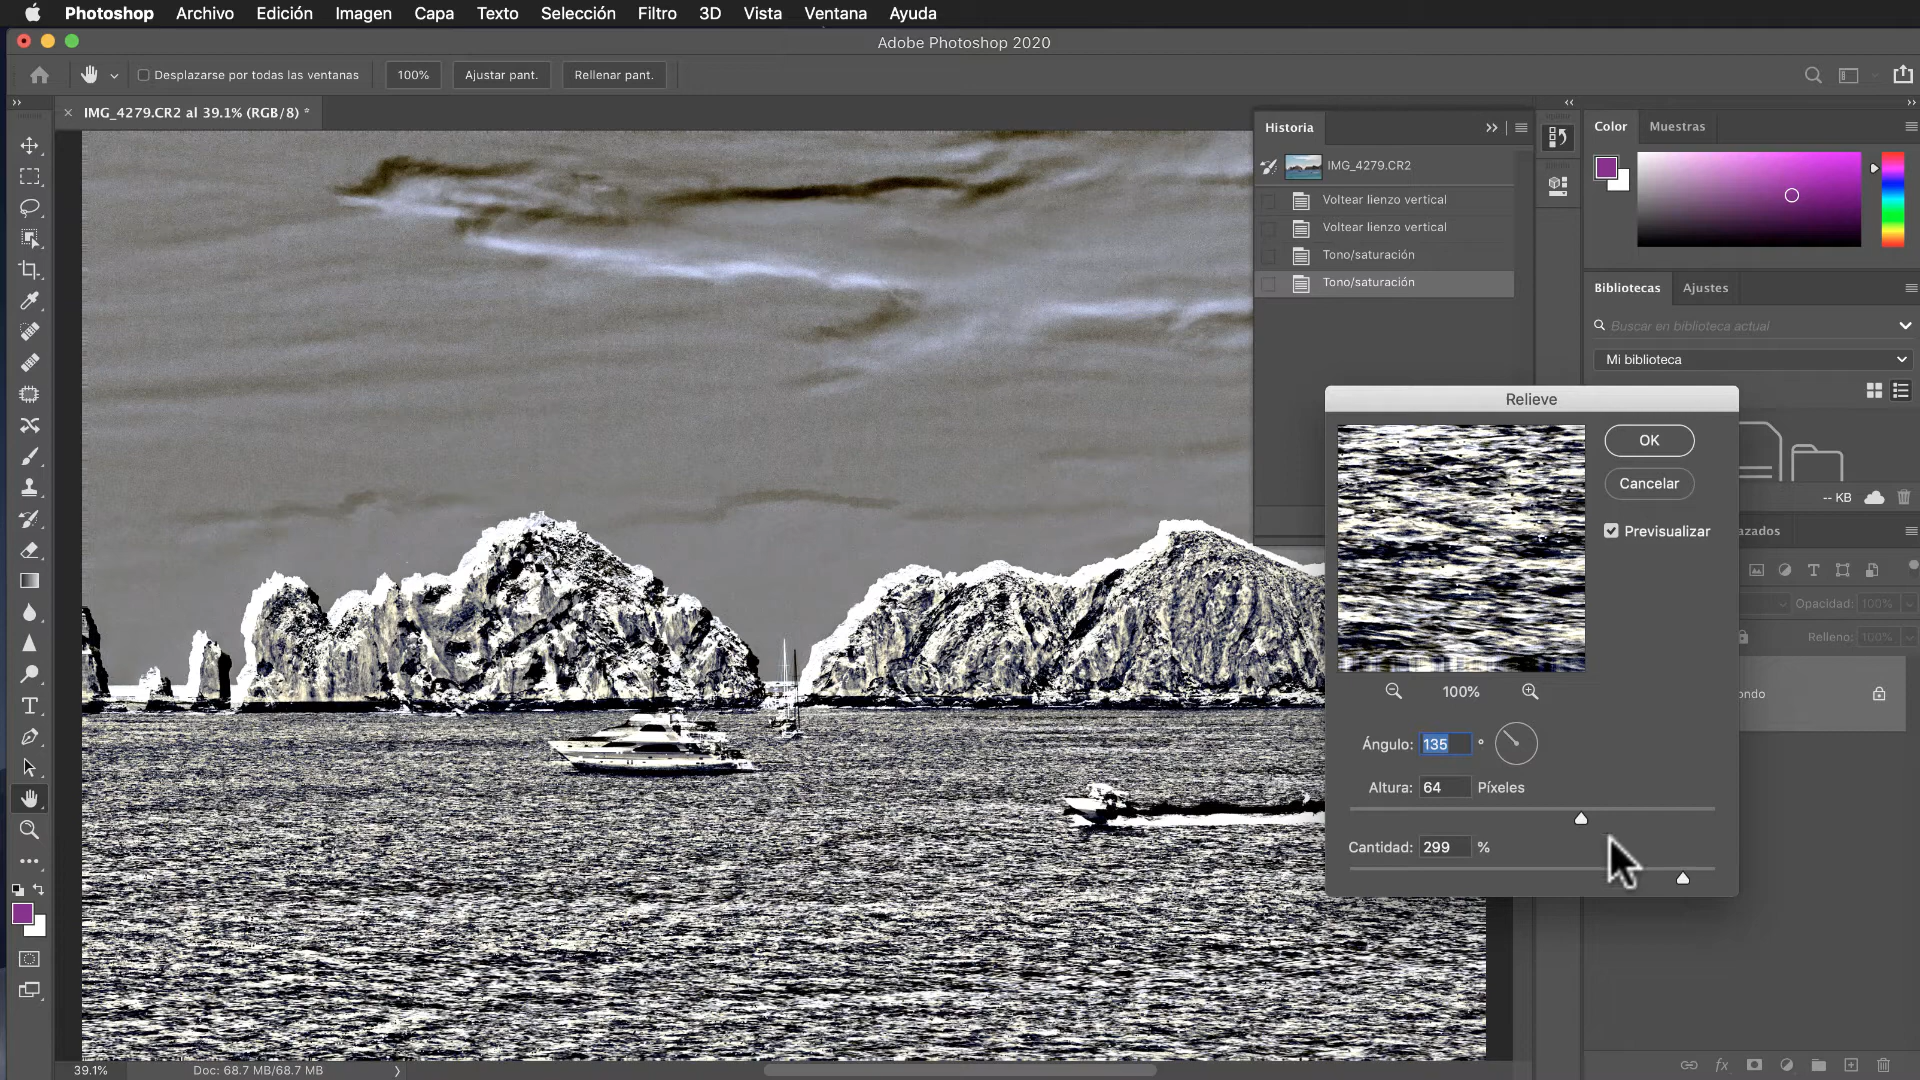 Photoshop Archivo Edición Imagen Capa Texto Selección Filtro 3D Vista Ventana Ayuda
Adobe Photoshop 2020
Desplazarse por todas las ventanas 100% Ajustar pant. Rellenar pant.
IMG_4279.CR2 al 39.1% (RGB/8) *
Historia
IMG_4279.CR2
Voltear lienzo vertical
Voltear lienzo vertical
Tono/saturación
Tono/saturación
Color Muestras
Bibliotecas Ajustes
Buscar en biblioteca actual
Mi biblioteca
-- KB
azados
Opacidad: 100%
Relleno: 100%
ondo
Relieve
OK
Cancelar
Previsualizar
100%
Ángulo: 135 °
Altura: 64 Píxeles
Cantidad: 299 %
39.1% Doc: 68.7 MB/68.7 MB